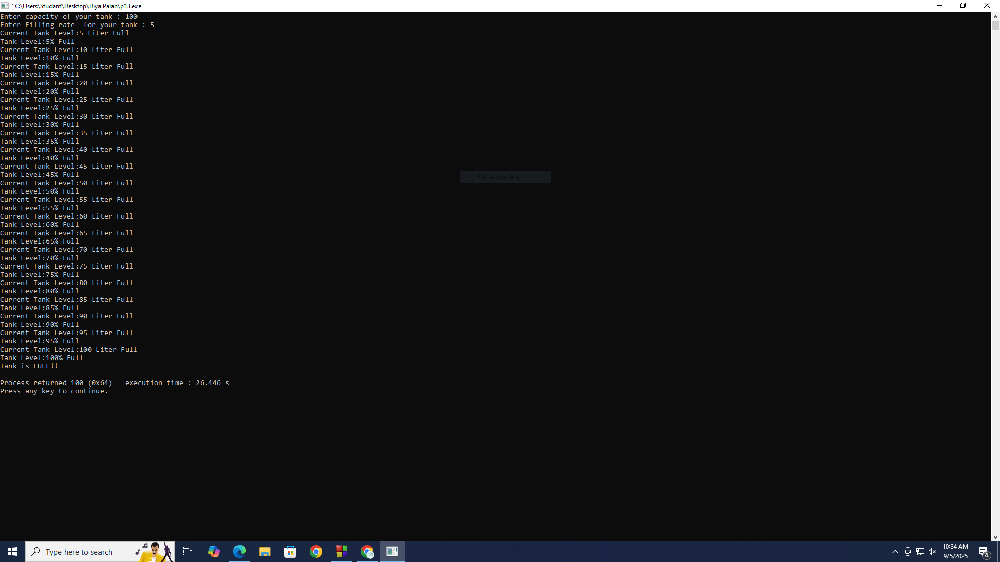 "C:\Users\Studant\Desktop\Diya Palan\p13.exe"
Enter capacity of your tank : 100
Enter Filling rate  for your tank : 5
Current Tank Level:5 Liter Full
Tank Level:5% Full
Current Tank Level:10 Liter Full
Tank Level:10% Full
Current Tank Level:15 Liter Full
Tank Level:15% Full
Current Tank Level:20 Liter Full
Tank Level:20% Full
Current Tank Level:25 Liter Full
Tank Level:25% Full
Current Tank Level:30 Liter Full
Tank Level:30% Full
Current Tank Level:35 Liter Full
Tank Level:35% Full
Current Tank Level:40 Liter Full
Tank Level:40% Full
Current Tank Level:45 Liter Full
Tank Level:45% Full
Current Tank Level:50 Liter Full
Tank Level:50% Full
Current Tank Level:55 Liter Full
Tank Level:55% Full
Current Tank Level:60 Liter Full
Tank Level:60% Full
Current Tank Level:65 Liter Full
Tank Level:65% Full
Current Tank Level:70 Liter Full
Tank Level:70% Full
Current Tank Level:75 Liter Full
Tank Level:75% Full
Current Tank Level:80 Liter Full
Tank Level:80% Full
Current Tank Level:85 Liter Full
Tank Level:85% Full
Current Tank Level:90 Liter Full
Tank Level:90% Full
Current Tank Level:95 Liter Full
Tank Level:95% Full
Current Tank Level:100 Liter Full
Tank Level:100% Full
Tank is FULL!!
Process returned 100 (0x64)   execution time : 26.446 s
Press any key to continue.
Full-screen Snip
Type here to search
10:34 AM
9/5/2025
4